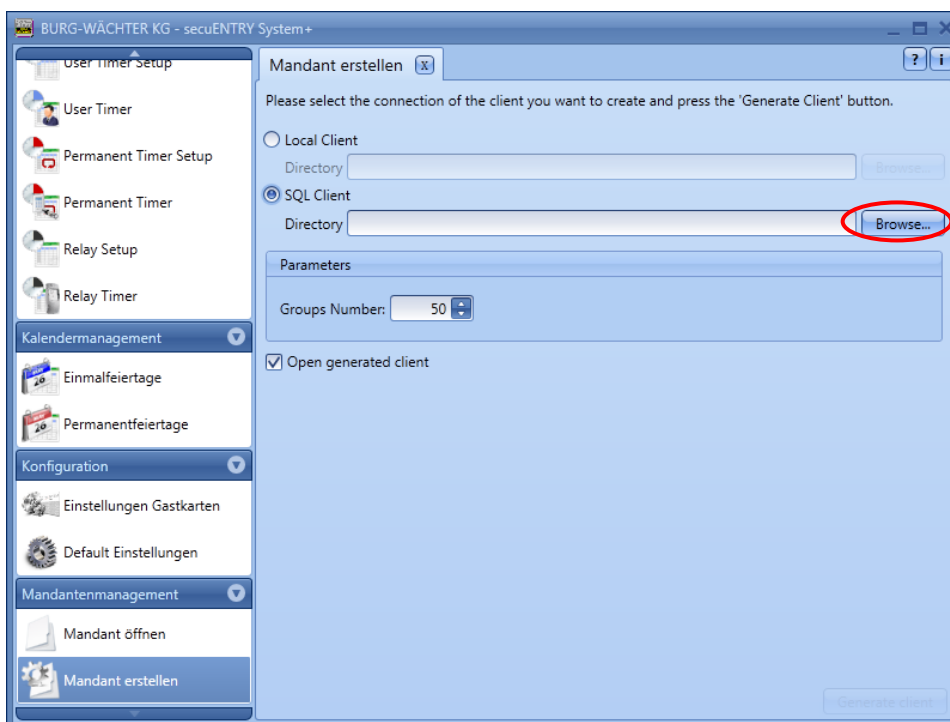 BURG-WÄCHTER KG - secuENTRY System+
User Timer Setup
User Timer
Permanent Timer Setup
Permanent Timer
Relay Setup
Relay Timer
Kalendermanagement
Einmalfeiertage
Permanentfeiertage
Konfiguration
Einstellungen Gastkarten
Default Einstellungen
Mandantenmanagement
Mandant öffnen
Mandant erstellen
Mandant erstellen x
? i
Please select the connection of the client you want to create and press the 'Generate Client' button.
Local Client
Directory Browse...
SQL Client
Directory Browse...
Parameters
Groups Number: 50
Open generated client
Generate client